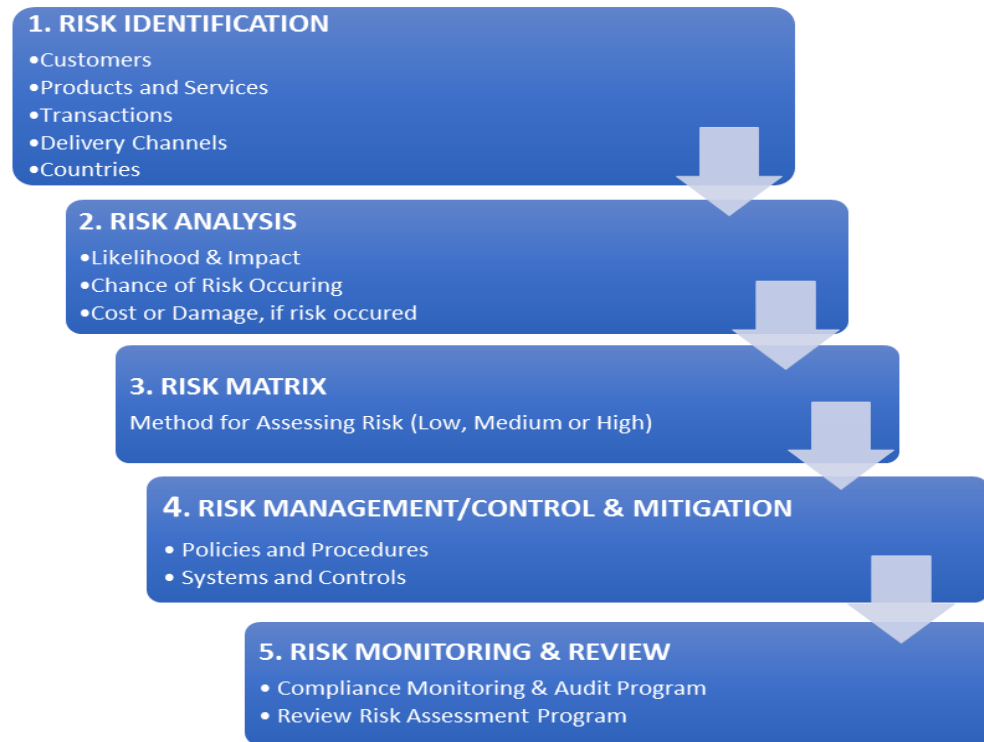 1. RISK IDENTIFICATION
•Customers
•Products and Services
•Transactions
•Delivery Channels
•Countries
2. RISK ANALYSIS
•Likelihood & Impact
•Chance of Risk Occuring
•Cost or Damage, if risk occured
3. RISK MATRIX
Method for Assessing Risk (Low, Medium or High)
4. RISK MANAGEMENT/CONTROL & MITIGATION
• Policies and Procedures
• Systems and Controls
5. RISK MONITORING & REVIEW
• Compliance Monitoring & Audit Program
• Review Risk Assessment Program